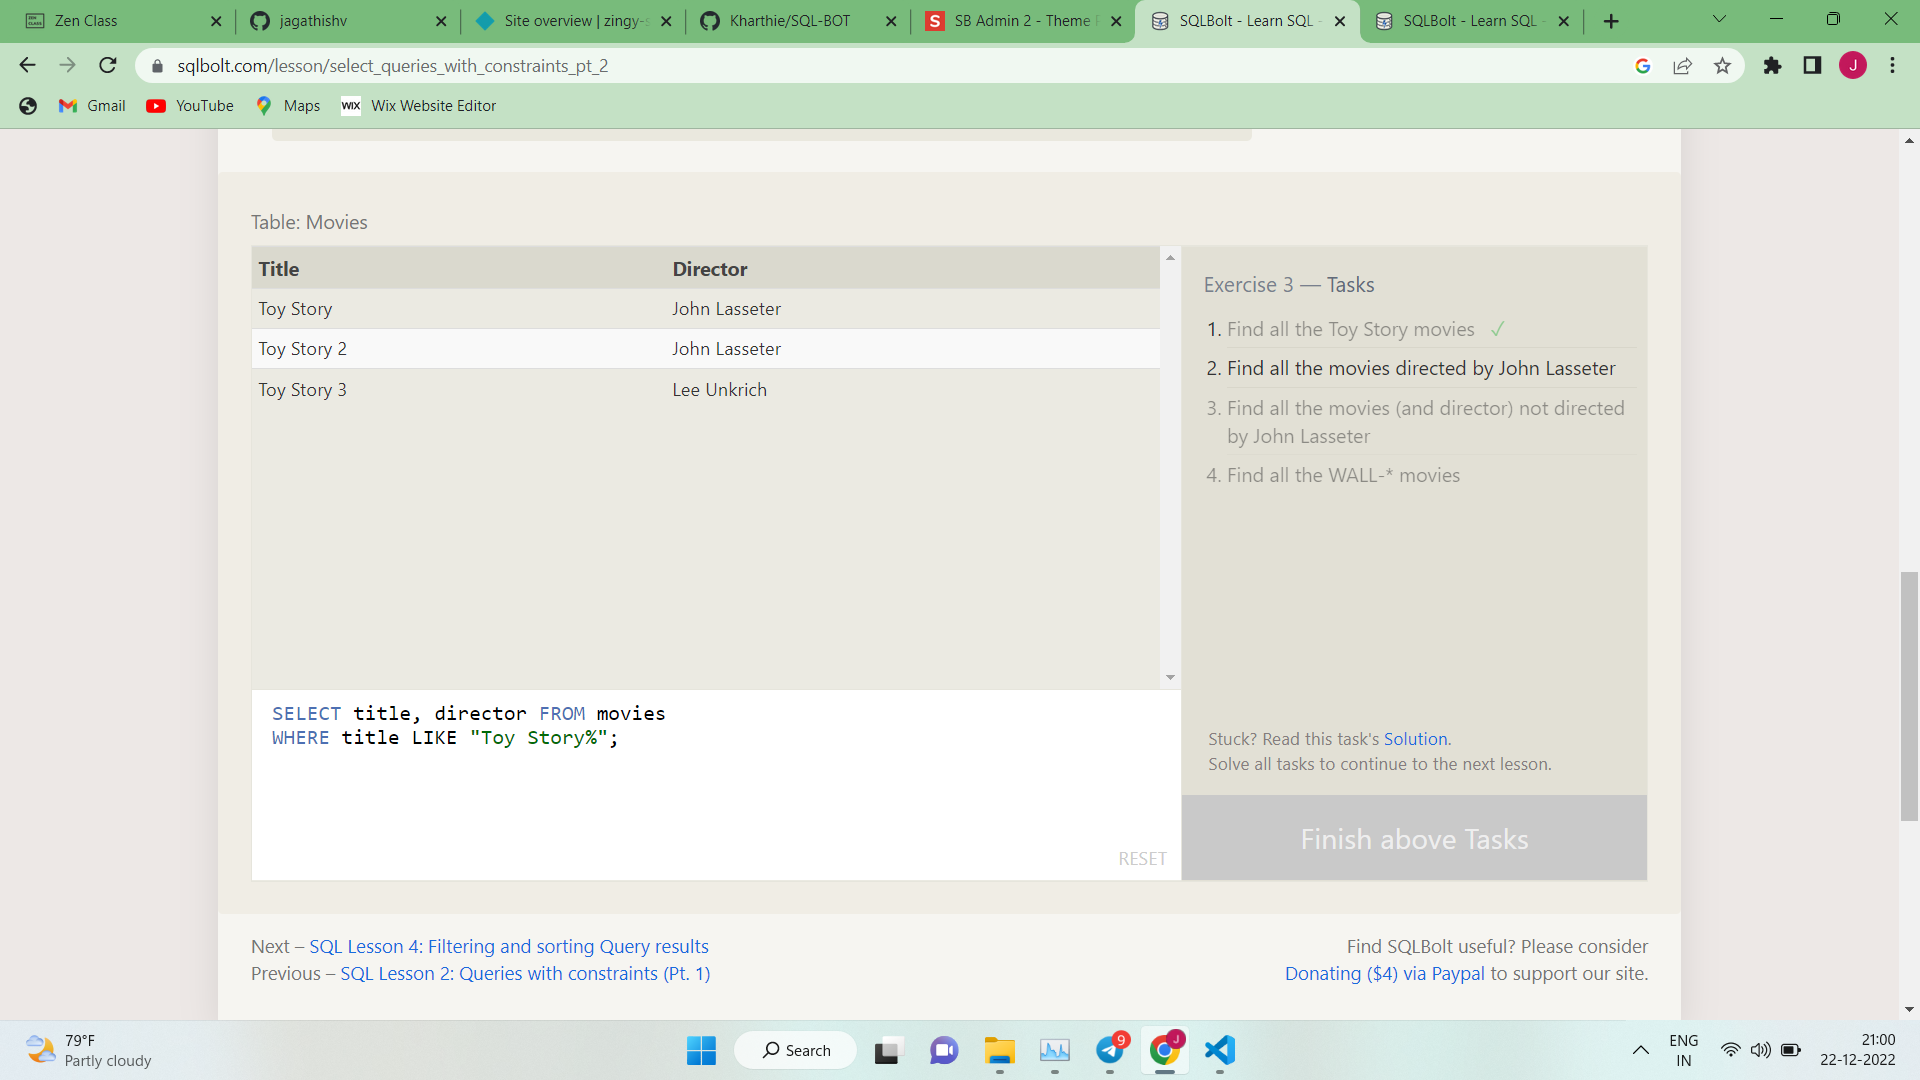 Zen Class
jagathishv
Site overview | zingy-s
Kharthie/SQL-BOT
SB Admin 2 - Theme P
SQLBolt - Learn SQL -
SQLBolt - Learn SQL -
sqlbolt.com/lesson/select_queries_with_constraints_pt_2
J
Gmail
YouTube
Maps
WIX
Wix Website Editor
Table: Movies
Title Director
Toy Story John Lasseter
Toy Story 2 John Lasseter
Toy Story 3 Lee Unkrich
SELECT title, director FROM movies
WHERE title LIKE "Toy Story%";
RESET
Exercise 3 — Tasks
1. Find all the Toy Story movies ✓
2. Find all the movies directed by John Lasseter
3. Find all the movies (and director) not directed
by John Lasseter
4. Find all the WALL-* movies
Stuck? Read this task's Solution.
Solve all tasks to continue to the next lesson.
Finish above Tasks
Next – SQL Lesson 4: Filtering and sorting Query results
Previous – SQL Lesson 2: Queries with constraints (Pt. 1)
Find SQLBolt useful? Please consider
Donating ($4) via Paypal to support our site.
79°F
Partly cloudy
Search
9
J
ENG
IN
21:00
22-12-2022